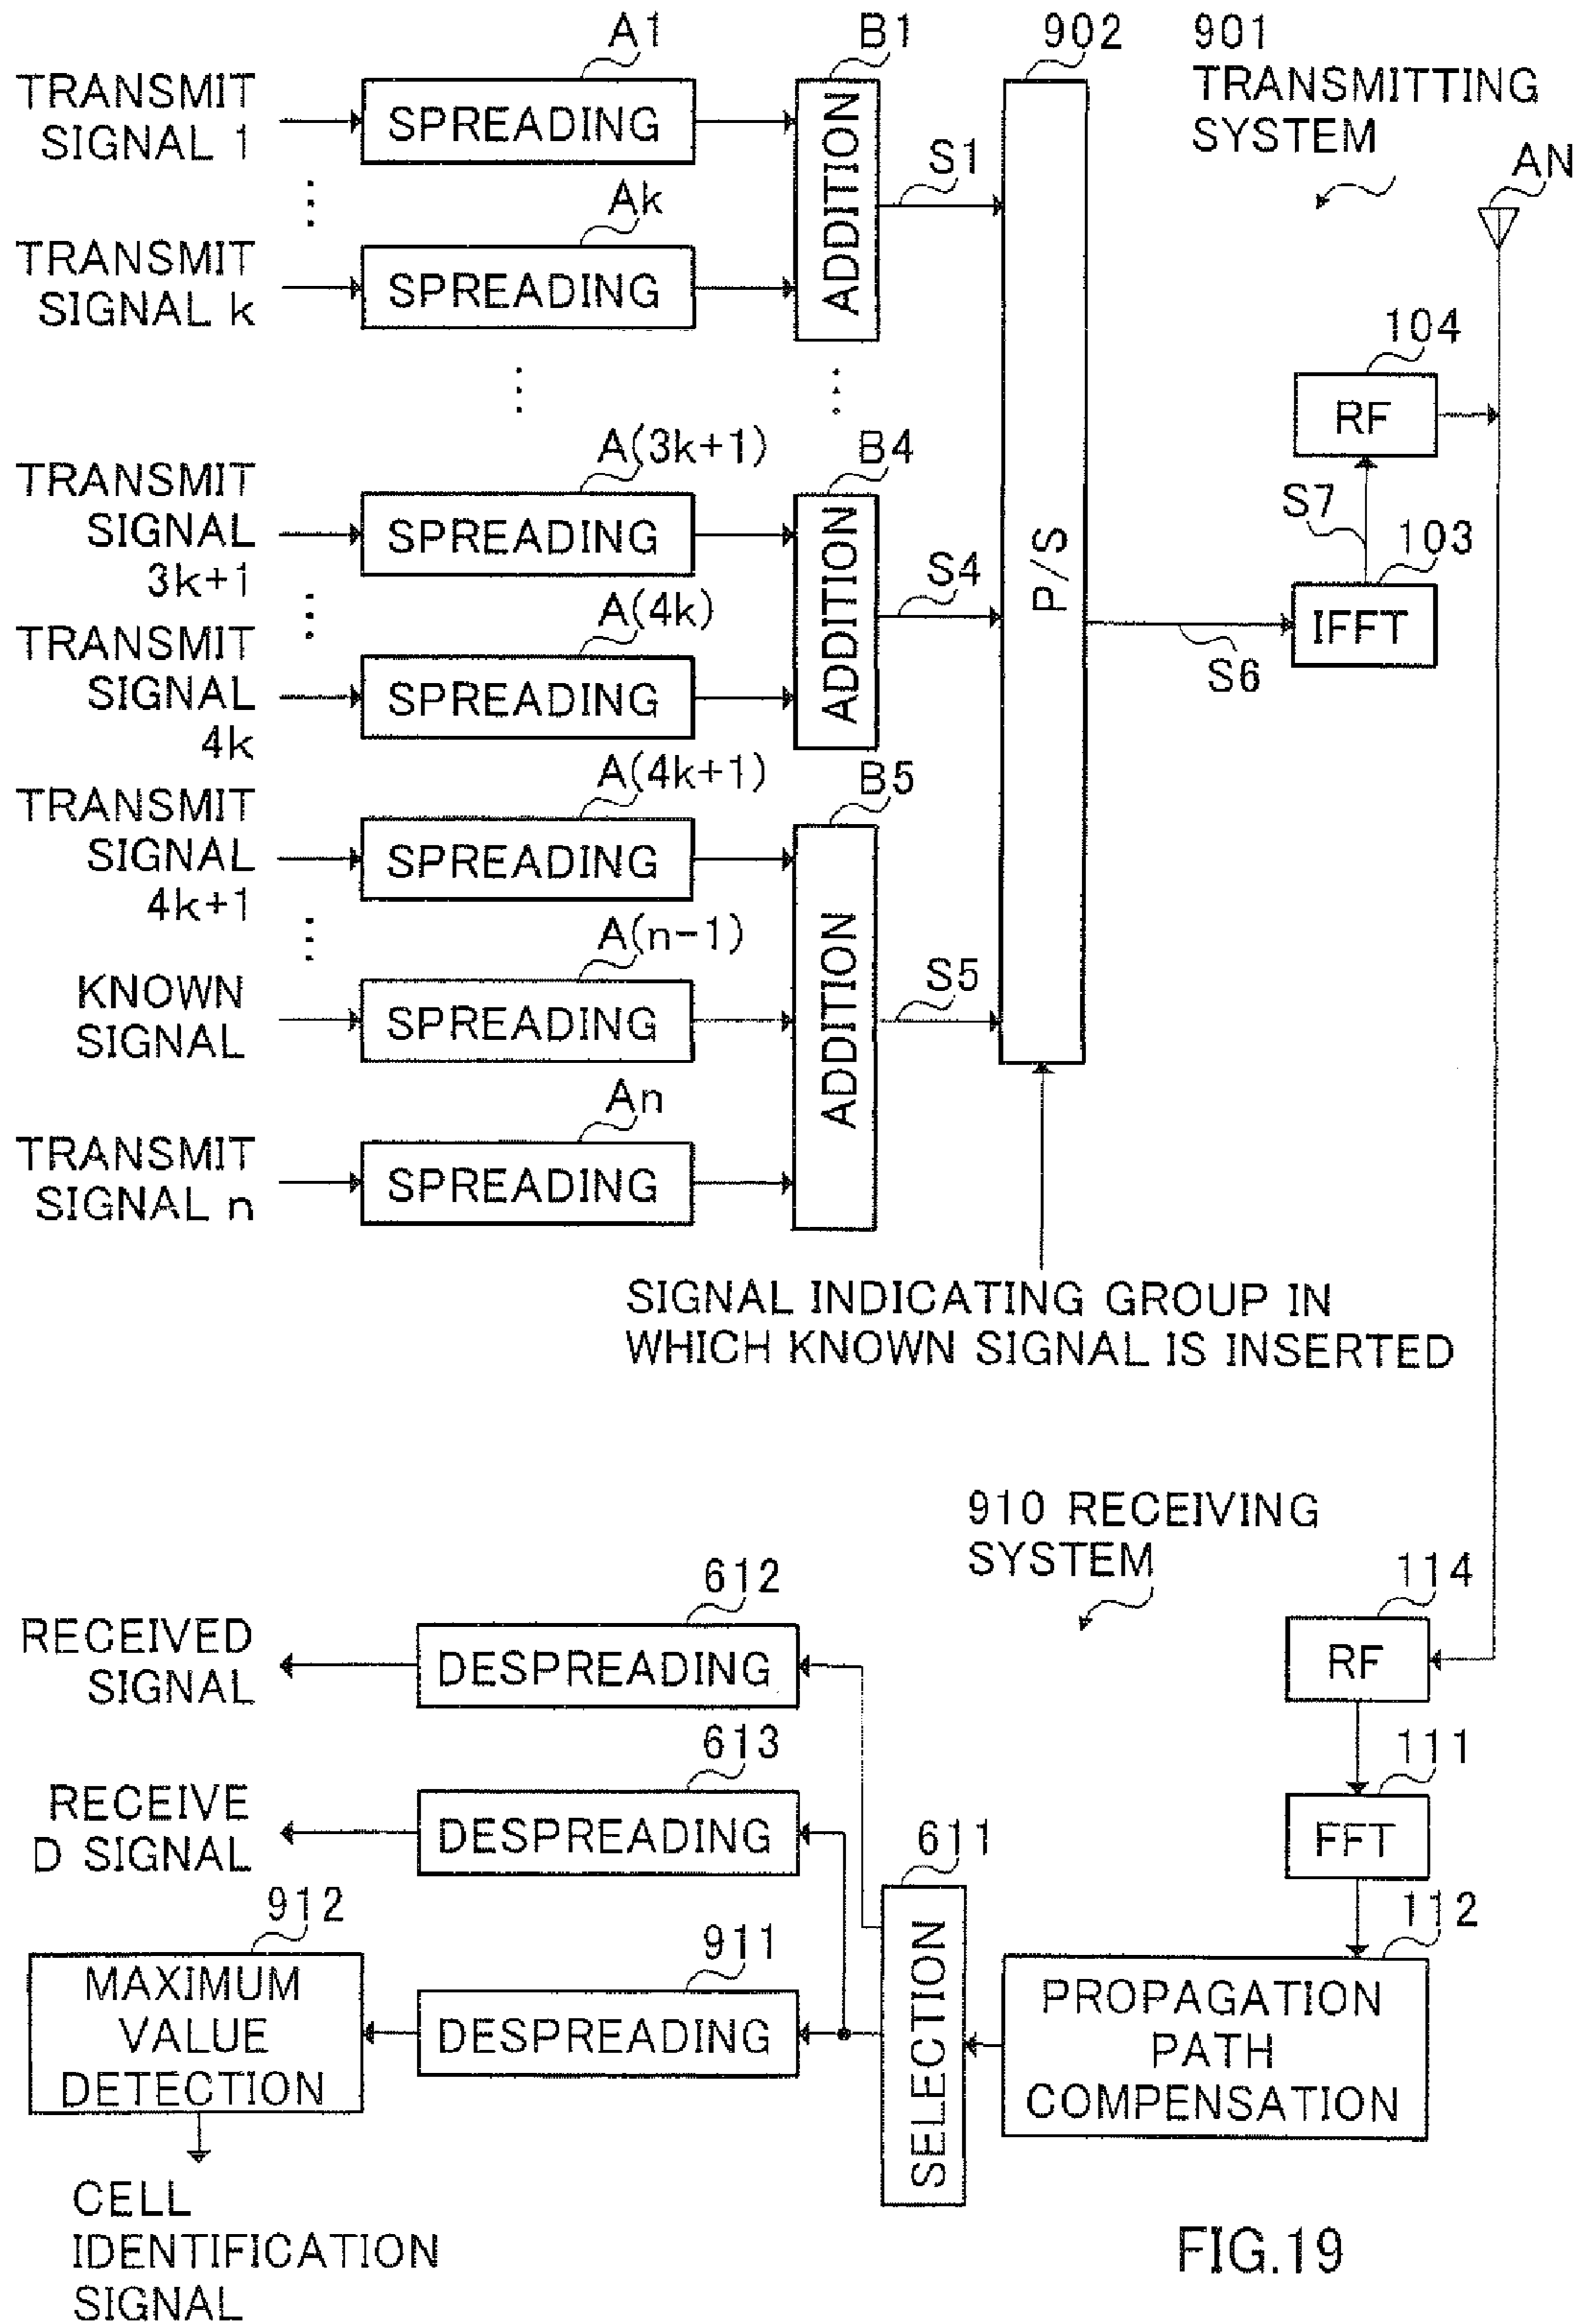 A1
B1
902
901
TRANSMITTING
SYSTEM
TRANSMIT
SIGNAL 1
SPREADING
ADDITION
S1
AN
Ak
TRANSMIT
SIGNAL k
SPREADING
104
RF
A(3k+1)
B4
TRANSMIT
SIGNAL
3k+1
SPREADING
ADDITION
S4
P/S
S7
103
IFFT
S6
A(4k)
TRANSMIT
SIGNAL
4k
SPREADING
A(4k+1)
B5
TRANSMIT
SIGNAL
4k+1
SPREADING
ADDITION
S5
A(n-1)
KNOWN
SIGNAL
SPREADING
An
TRANSMIT
SIGNAL n
SPREADING
SIGNAL INDICATING GROUP IN
WHICH KNOWN SIGNAL IS INSERTED
910 RECEIVING
SYSTEM
612
114
RECEIVED
SIGNAL
DESPREADING
RF
613
111
RECEIVE
D SIGNAL
DESPREADING
611
FFT
912
911
112
MAXIMUM
VALUE
DETECTION
DESPREADING
SELECTION
PROPAGATION
PATH
COMPENSATION
CELL
IDENTIFICATION
SIGNAL
FIG.19